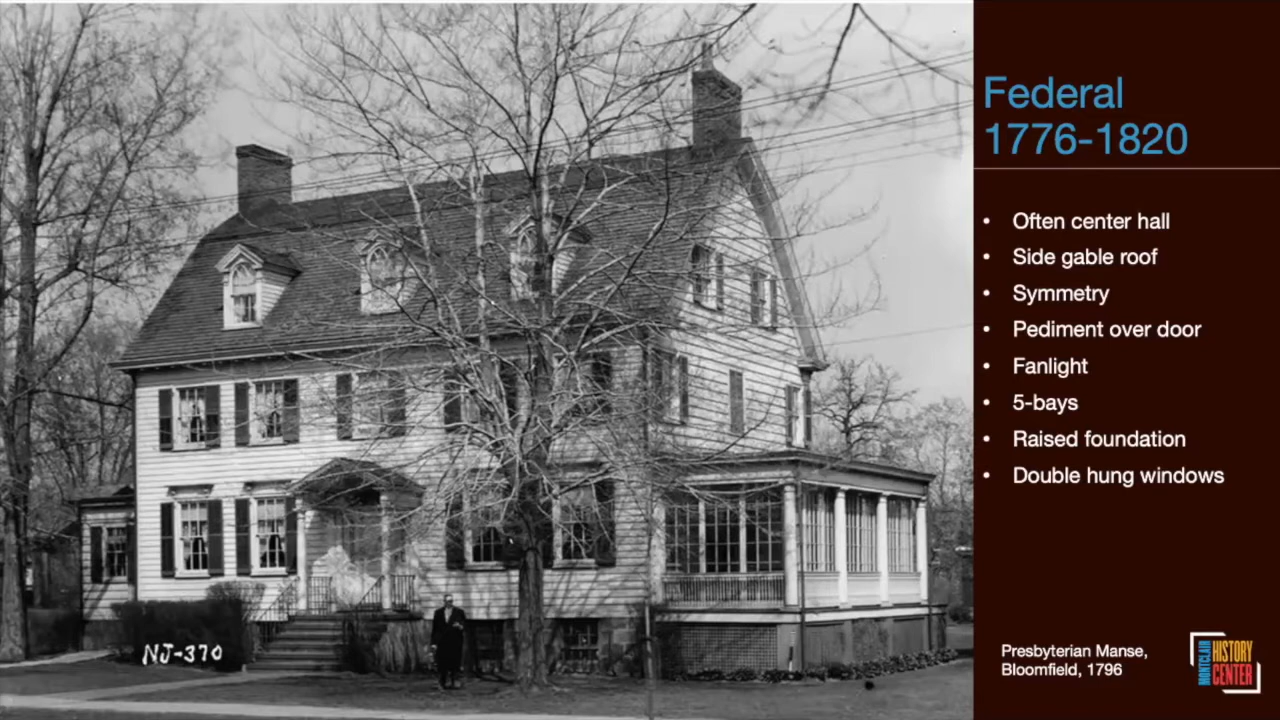 Federal
1776-1820
• Often center hall
• Side gable roof
• Symmetry
• Pediment over door
• Fanlight
• 5-bays
• Raised foundation
• Double hung windows
NJ-370
Presbyterian Manse,
Bloomfield, 1796
MONTCLAIR
HISTORY
CENTER